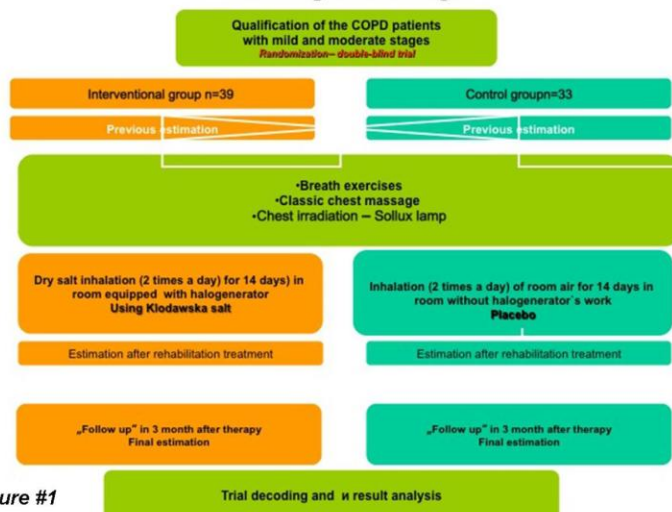 Qualification of the COPD patients
with mild and moderate stages
Randomization– double-blind trial
Interventional group n=39
Control groupn=33
Previous estimation
Previous estimation
•Breath exercises
•Classic chest massage
•Chest irradiation – Sollux lamp
Dry salt inhalation (2 times a day) for 14 days) in
room equipped with halogenerator
Using Klodawska salt
Inhalation (2 times a day) of room air for 14 days in
room without halogenerator`s work
Placebo
Estimation after rehabilitation treatment
Estimation after rehabilitation treatment
„Follow up” in 3 month after therapy
Final estimation
„Follow up” in 3 month after therapy
Final estimation
ure #1
Trial decoding and и result analysis